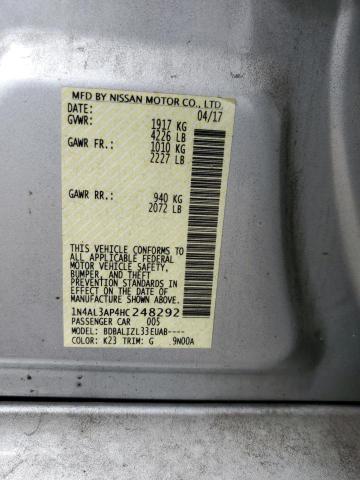 MFD BY NISSAN MOTOR CO., LTD.
DATE: 04/17
GVWR: 1917 KG
4226 LB
GAWR FR: 1010 KG
2227 LB
GAWR RR: 940 KG
2072 LB
THIS VEHICLE CONFORMS TO
ALL APPLICABLE FEDERAL
MOTOR VEHICLE SAFETY,
BUMPER, AND THEFT
PREVENTION STANDARDS IN
EFFECT ON THE DATE OF
MANUFACTURE SHOWN ABOVE.
1N4AL3AP4HC248292
PASSENGER CAR 005
MODEL: BDBALIZL33EUAB----
COLOR: K23 TRIM: G 9N00A